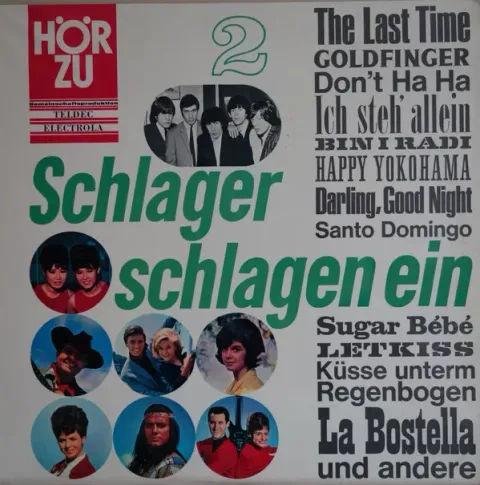 HÖR
ZU
Gemeinschaftsproduktion
TELDEC
ELECTROLA
2
Schlager
schlagen ein
The Last Time
GOLDFINGER
Don't Ha Ha
Ich steh' allein
BIN I RADI
HAPPY YOKOHAMA
Darling, Good Night
Santo Domingo
Sugar Bébé
LETKISS
Küsse unterm
Regenbogen
La Bostella
und andere